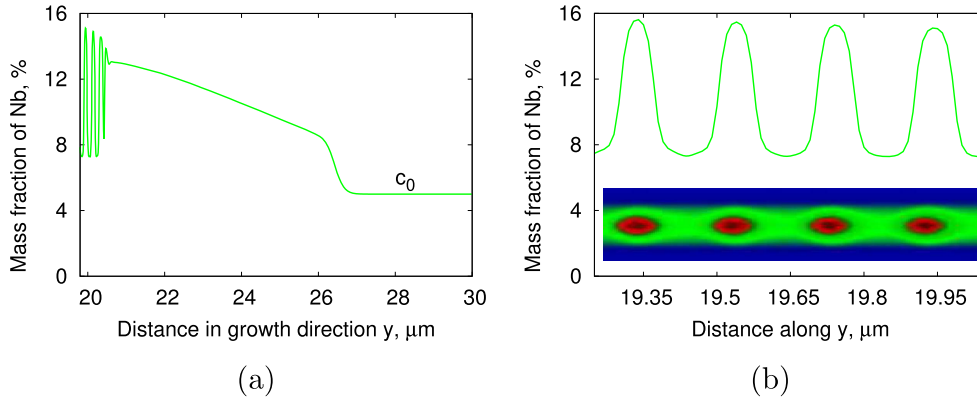 16
12
8
4
0
Mass fraction of Nb, %
c₀
20 22 24 26 28 30
Distance in growth direction y, μm
(a)
16
12
8
4
0
Mass fraction of Nb, %
19.35 19.5 19.65 19.8 19.95
Distance along y, μm
(b)